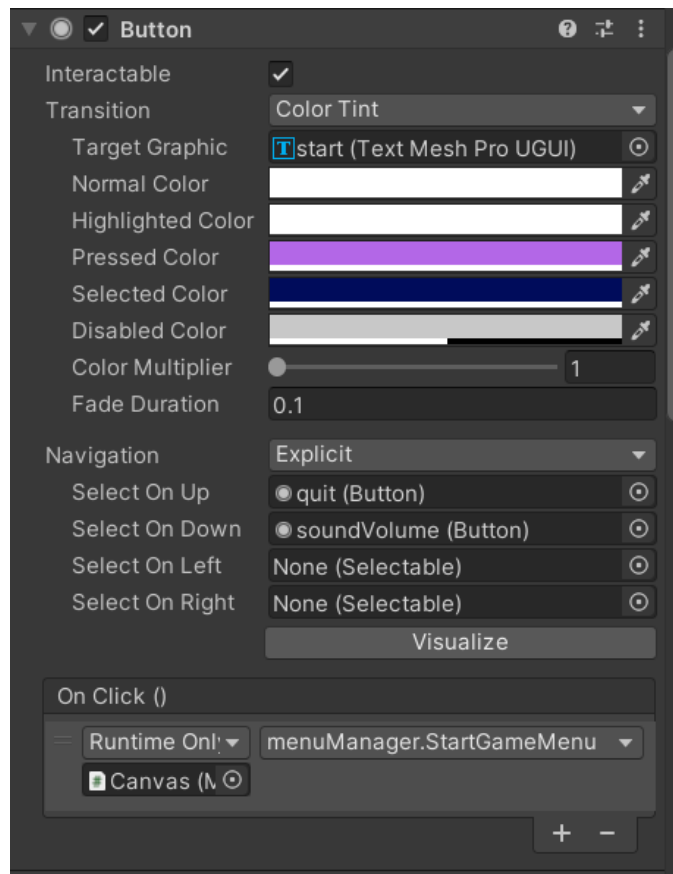 Button
Interactable
Transition Color Tint
Target Graphic start (Text Mesh Pro UGUI)
Normal Color
Highlighted Color
Pressed Color
Selected Color
Disabled Color
Color Multiplier 1
Fade Duration 0.1
Navigation Explicit
Select On Up quit (Button)
Select On Down soundVolume (Button)
Select On Left None (Selectable)
Select On Right None (Selectable)
Visualize
On Click ()
Runtime Onl menuManager.StartGameMenu
Canvas (M